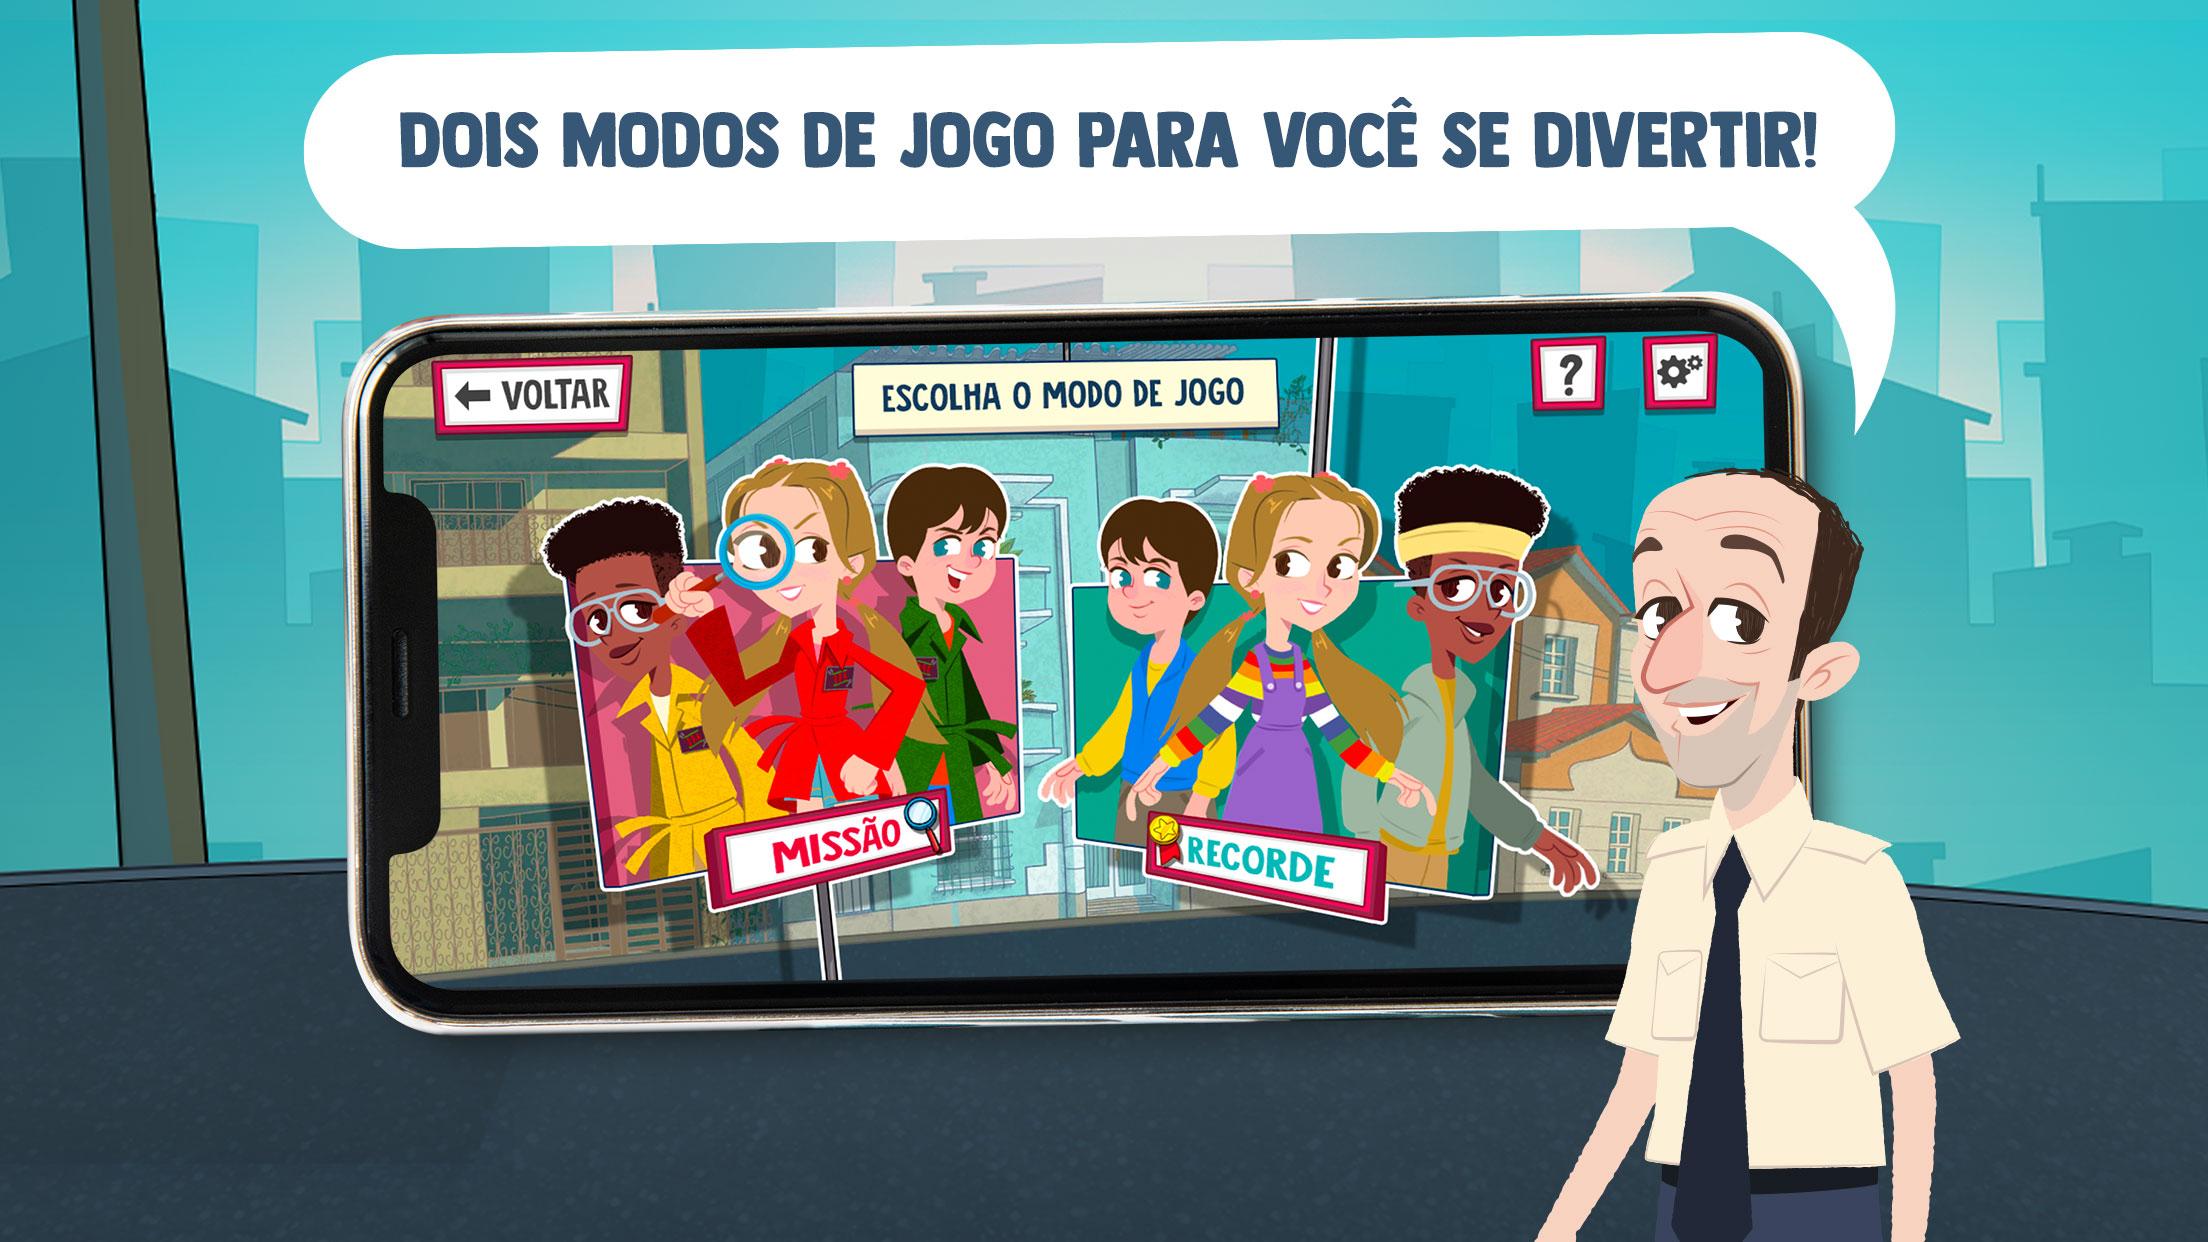 DOIS MODOS DE JOGO PARA VOCÊ SE DIVERTIR!
VOLTAR
ESCOLHA O MODO DE JOGO
?
MISSÃO
RECORDE